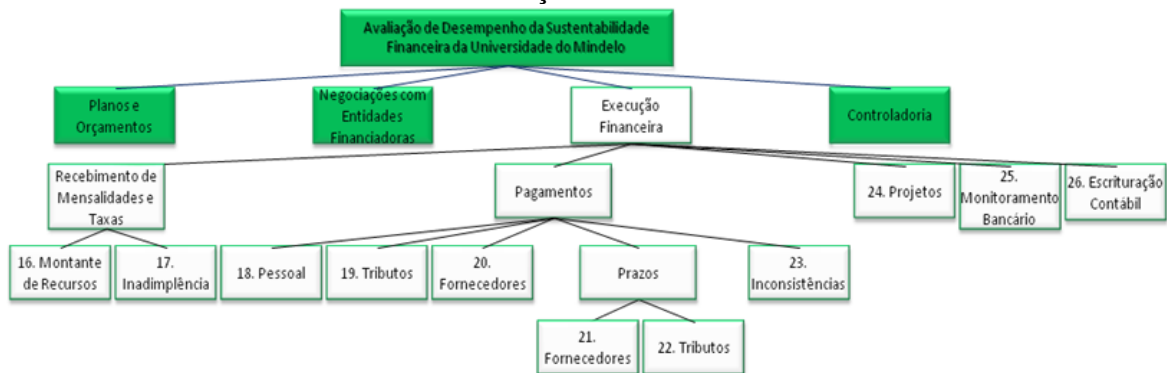 Avaliação de Desempenho da Sustentabilidade
Financeira da Universidade do Mindelo
Planos e
Orçamentos
Negociações com
Entidades
Financiadoras
Execução
Financeira
Controladoria
Recebimento de
Mensalidades e
Taxas
Pagamentos
24. Projetos
25.
Monitoramento
Bancário
26. Escrituração
Contábil
16. Montante
de Recursos
17.
Inadimplência
18. Pessoal
19. Tributos
20.
Fornecedores
Prazos
23.
Inconsistências
21.
Fornecedores
22. Tributos